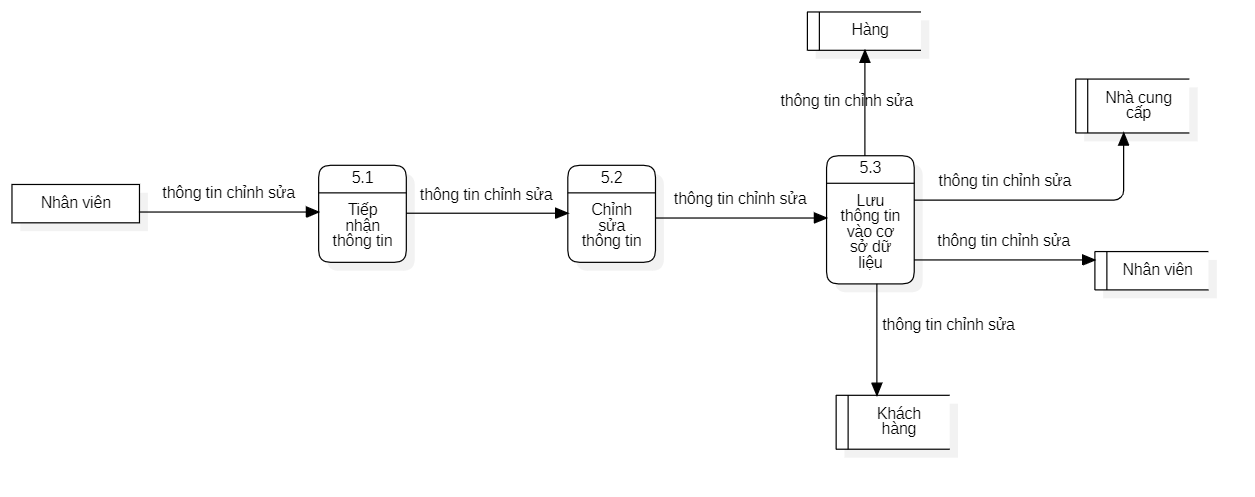 Hàng
thông tin chỉnh sửa
Nhà cung
cấp
5.1
5.2
5.3
Nhân viên
thông tin chỉnh sửa
Tiếp
nhận
thông tin
thông tin chỉnh sửa
Chỉnh
sửa
thông tin
thông tin chỉnh sửa
Lưu
thông tin
vào cơ
sở dữ
liệu
thông tin chỉnh sửa
thông tin chỉnh sửa
Nhân viên
thông tin chỉnh sửa
Khách
hàng